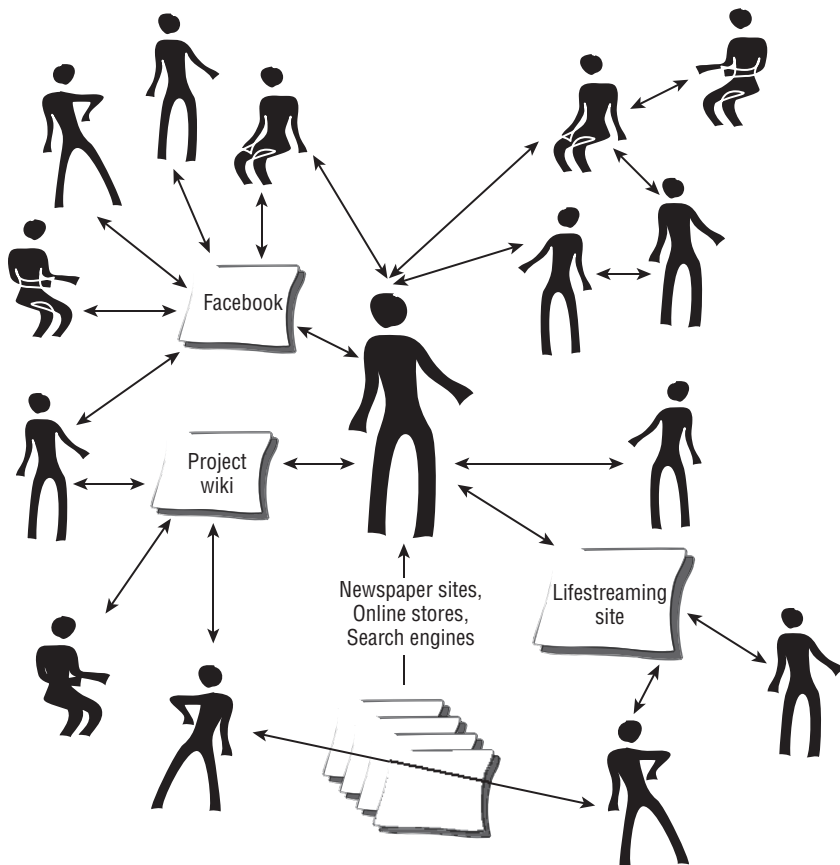 Facebook
Project
wiki
Newspaper sites,
Online stores,
Search engines
Lifestreaming
site